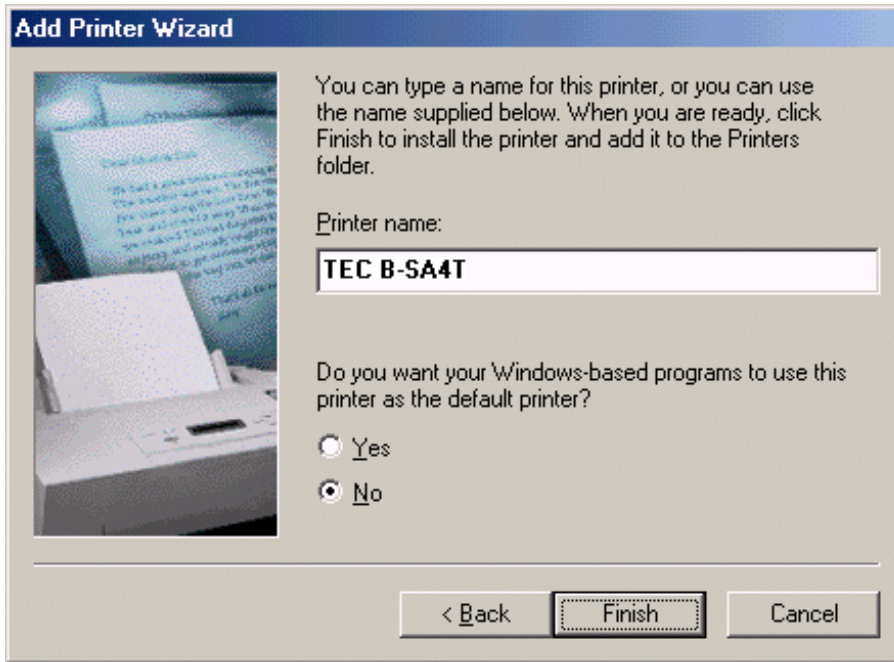 Add Printer Wizard
You can type a name for this printer, or you can use
the name supplied below. When you are ready, click
Finish to install the printer and add it to the Printers
folder.
Printer name:
TEC B-SA4T
Do you want your Windows-based programs to use this
printer as the default printer?
Yes
No
< Back
Finish
Cancel